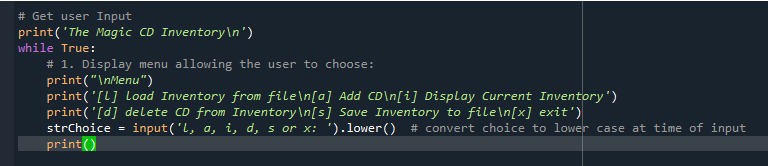 # Get user Input
print('The Magic CD Inventory\n')
while True:
# 1. Display menu allowing the user to choose:
print("\nMenu")
print('[l] load Inventory from file\n[a] Add CD\n[i] Display Current Inventory')
print('[d] delete CD from Inventory\n[s] Save Inventory to file\n[x] exit')
strChoice = input('l, a, i, d, s or x: ').lower()  # convert choice to lower case at time of input
print()